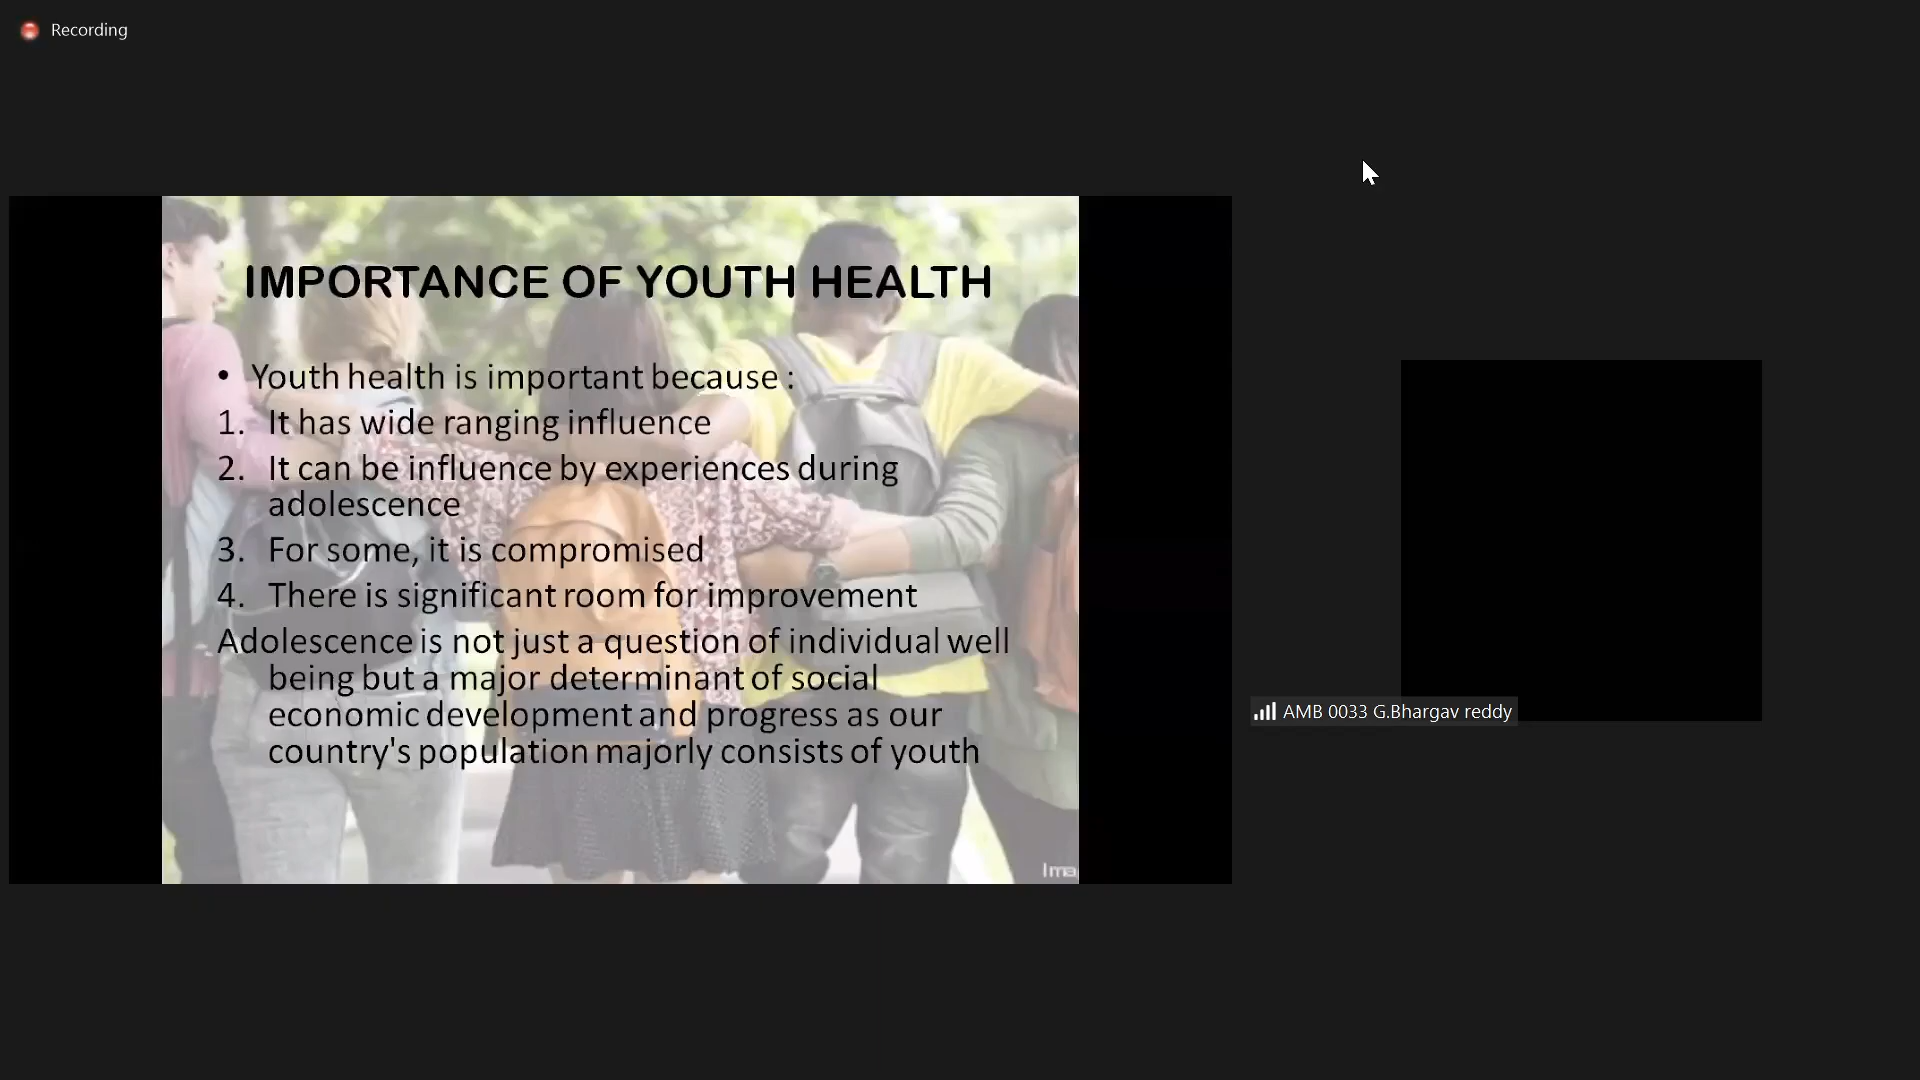 Recording
IMPORTANCE OF YOUTH HEALTH
• Youth health is important because :
1. It has wide ranging influence
2. It can be influence by experiences during
adolescence
3. For some, it is compromised
4. There is significant room for improvement
Adolescence is not just a question of individual well
being but a major determinant of social
economic development and progress as our
country's population majorly consists of youth
Ima
AMB 0033 G.Bhargav reddy